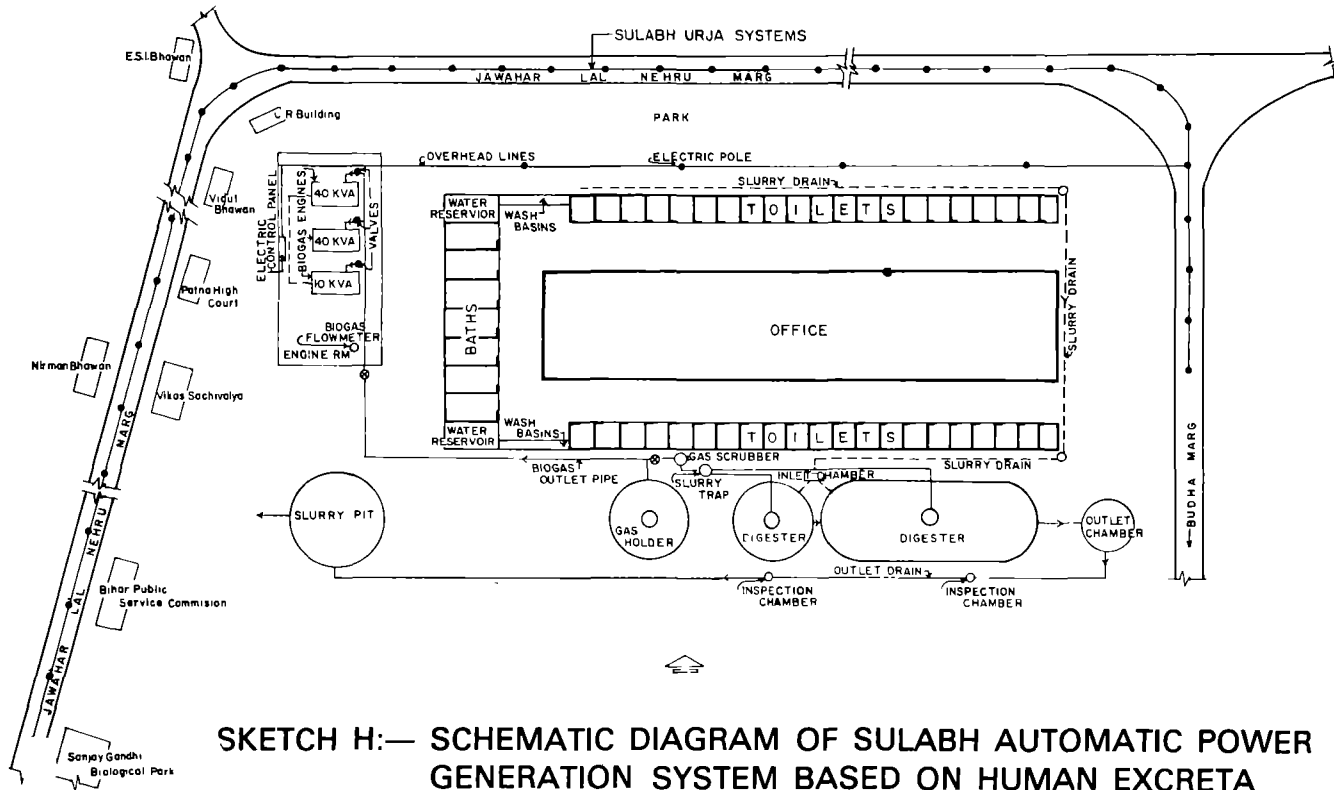 SULABH URJA SYSTEMS
E.S.I.Bhawan
JAWAHAR LAL NEHRU MARG
C R Building
PARK
OVERHEAD LINES
ELECTRIC POLE
SLURRY DRAIN
ELECTRIC
CONTROL PANEL
BIOGAS ENGINES
40 KVA
40 KVA
10 KVA
VALVES
BIOGAS
FLOWMETER
ENGINE RM
WATER
RESERVIOR
WASH
BASINS
TOILETS
Vidut
Bhawan
Patna High
Court
BATHS
OFFICE
SLURRY DRAIN
SLURRY DRAIN
Nirman Bhawan
Vikas Sachivalya
WATER
RESERVOIR
WASH
BASINS
TOILETS
GAS SCRUBBER
SLURRY DRAIN
BIOGAS
OUTLET PIPE
SLURRY
TRAP
INLET CHAMBER
SLURRY PIT
GAS
HOLDER
DIGESTER
DIGESTER
OUTLET
CHAMBER
OUTLET DRAIN
INSPECTION
CHAMBER
INSPECTION
CHAMBER
BUDHA MARG
JAWAHAR LAL NEHRU MARG
Bihar Public
Service Commision
Sanjay Gandhi
Biological Park
SKETCH H:— SCHEMATIC DIAGRAM OF SULABH AUTOMATIC POWER
GENERATION SYSTEM BASED ON HUMAN EXCRETA